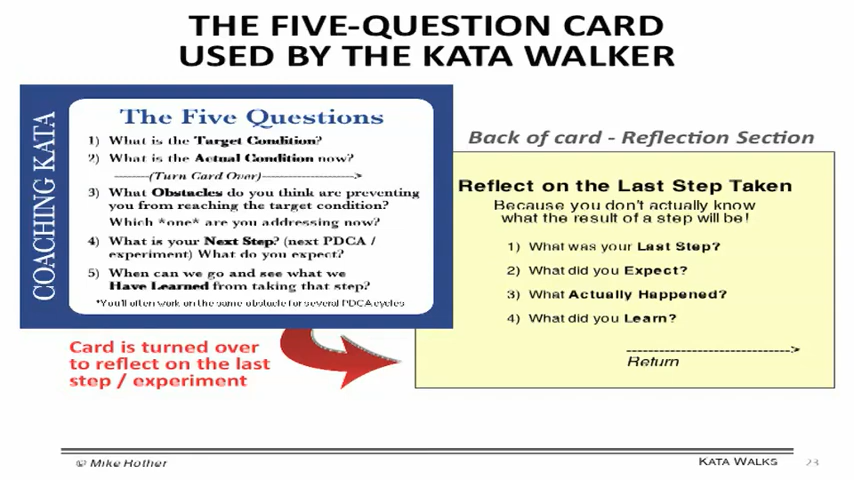 THE FIVE-QUESTION CARD
USED BY THE KATA WALKER
COACHING KATA
The Five Questions
1) What is the Target Condition?
2) What is the Actual Condition now?
--------(Turn Card Over)--------------------->
3) What Obstacles do you think are preventing
you from reaching the target condition?
Which *one* are you addressing now?
4) What is your Next Step? (next PDCA /
experiment) What do you expect?
5) When can we go and see what we
Have Learned from taking that step?
*You'll often work on the same obstacle for several PDCA cycles
Back of card - Reflection Section
Reflect on the Last Step Taken
Because you don't actually know
what the result of a step will be!
1) What was your Last Step?
2) What did you Expect?
3) What Actually Happened?
4) What did you Learn?
---------------------------->
Return
Card is turned over
to reflect on the last
step / experiment
© Mike Rother
KATA WALKS
23